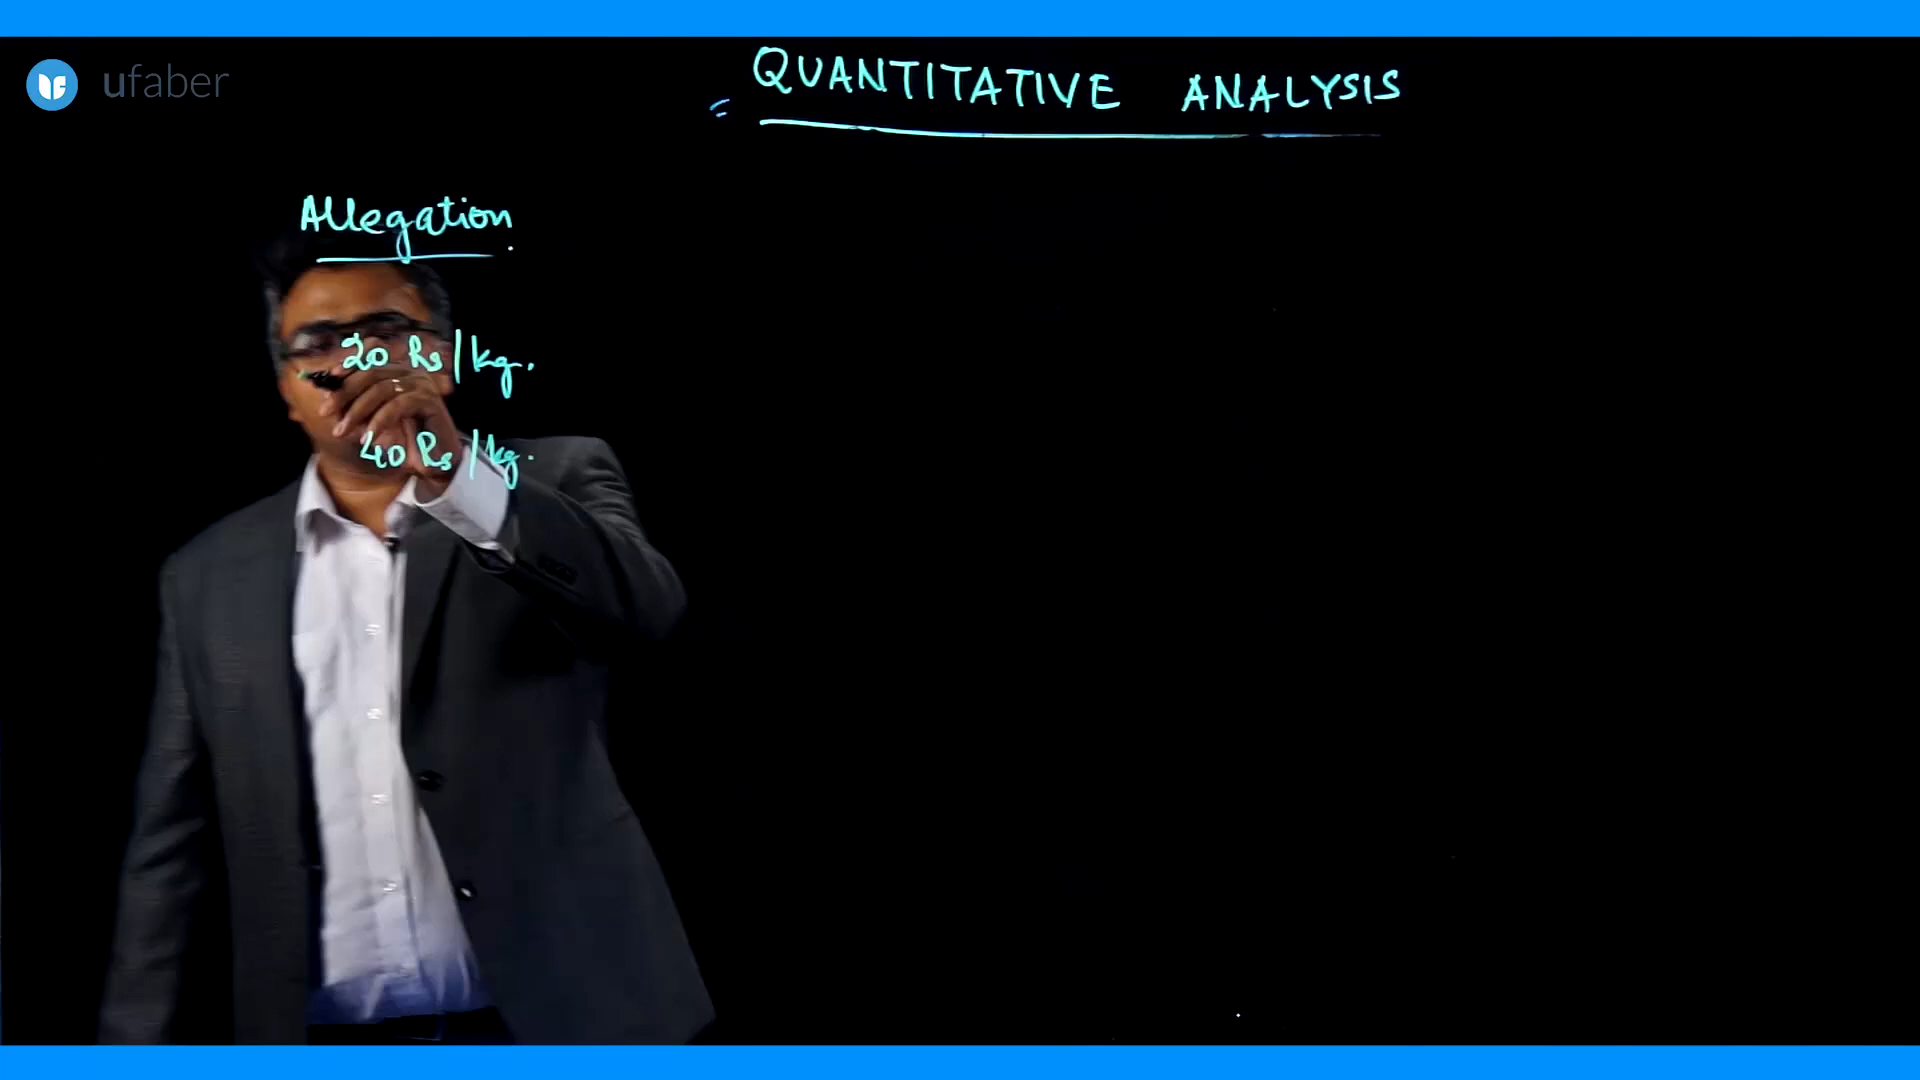 ufaber
QUANTITATIVE ANALYSIS
Allegation
20 Rs/kg.
40 Rs/kg.